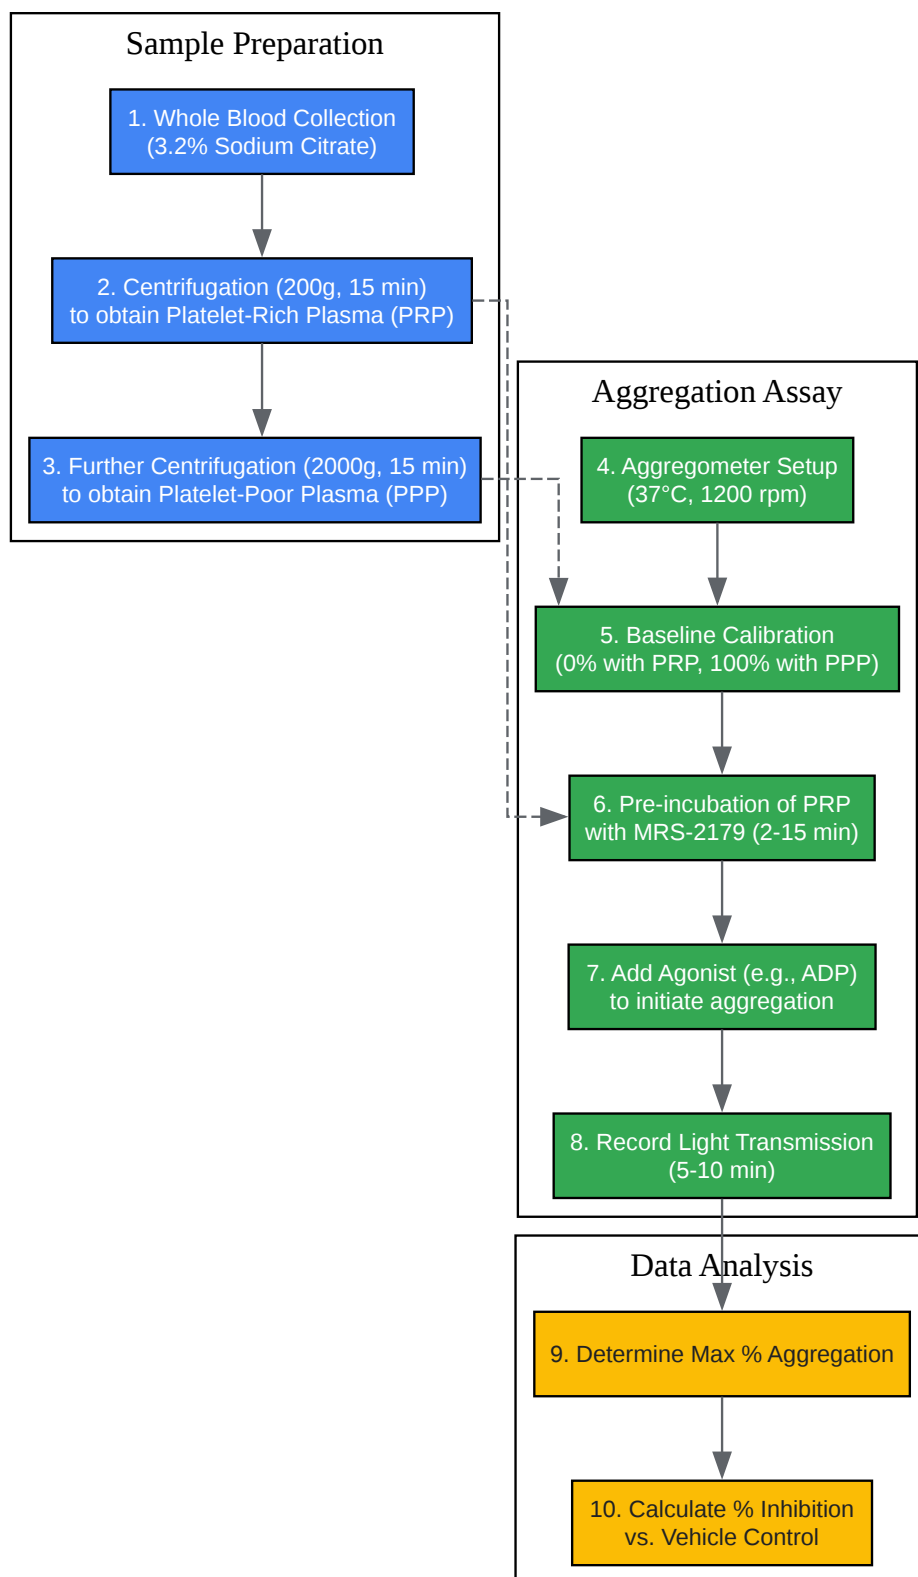 Sample Preparation
1. Whole Blood Collection
(3.2% Sodium Citrate)
2. Centrifugation (200g, 15 min)
to obtain Platelet-Rich Plasma (PRP)
3. Further Centrifugation (2000g, 15 min)
to obtain Platelet-Poor Plasma (PPP)
Aggregation Assay
4. Aggregometer Setup
(37°C, 1200 rpm)
5. Baseline Calibration
(0% with PRP, 100% with PPP)
6. Pre-incubation of PRP
with MRS-2179 (2-15 min)
7. Add Agonist (e.g., ADP)
to initiate aggregation
8. Record Light Transmission
(5-10 min)
Data Analysis
9. Determine Max % Aggregation
10. Calculate % Inhibition
vs. Vehicle Control